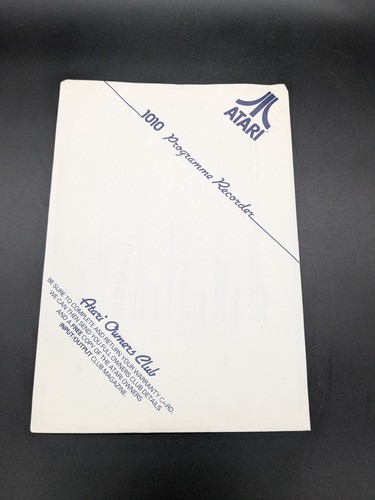 ATARI
1010 Programme Recorder
Atari Owners Club
BE SURE TO COMPLETE AND RETURN YOUR WARRANTY CARD.
WE CAN THEN SEND YOU FULL OWNERS CLUB DETAILS
AND A FREE COPY OF THE ATARI OWNERS
INPUT/OUTPUT CLUB MAGAZINE.